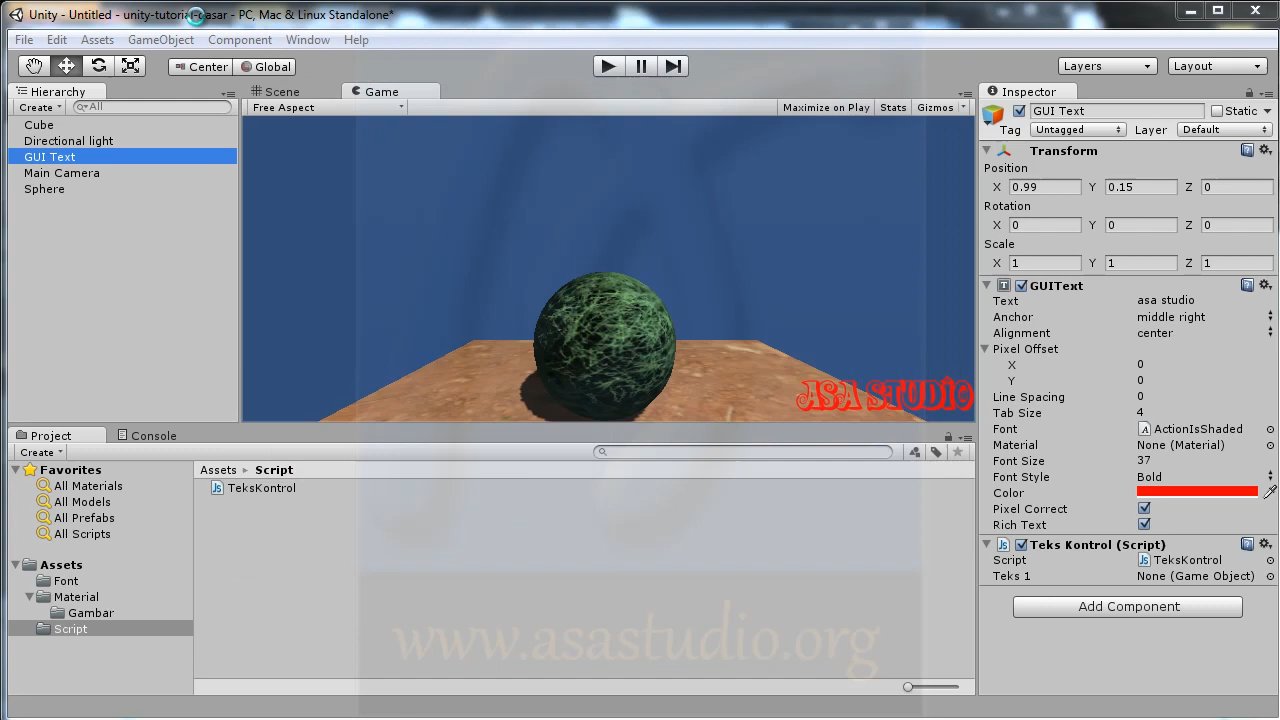 Unity - Untitled - unity-tutorial-dasar - PC, Mac & Linux Standalone*
File Edit Assets GameObject Component Window Help
Center Global Layers Layout
Hierarchy
Create All
Cube
Directional light
GUI Text
Main Camera
Sphere
Scene Game
Free Aspect Maximize on Play Stats Gizmos
ASA STUDIO
Inspector
GUI Text Static
Tag Untagged Layer Default
Transform
Position
X 0.99 Y 0.15 Z 0
Rotation
X 0 Y 0 Z 0
Scale
X 1 Y 1 Z 1
GUIText
Text asa studio
Anchor middle right
Alignment center
Pixel Offset
X 0
Y 0
Line Spacing 0
Tab Size 4
Font ActionIsShaded
Material None (Material)
Font Size 37
Font Style Bold
Color
Pixel Correct
Rich Text
Teks Kontrol (Script)
Script TeksKontrol
Teks 1 None (Game Object)
Add Component
Project Console
Create
Favorites
All Materials
All Models
All Prefabs
All Scripts
Assets
Font
Material
Gambar
Script
Assets Script
TeksKontrol
www.asastudio.org